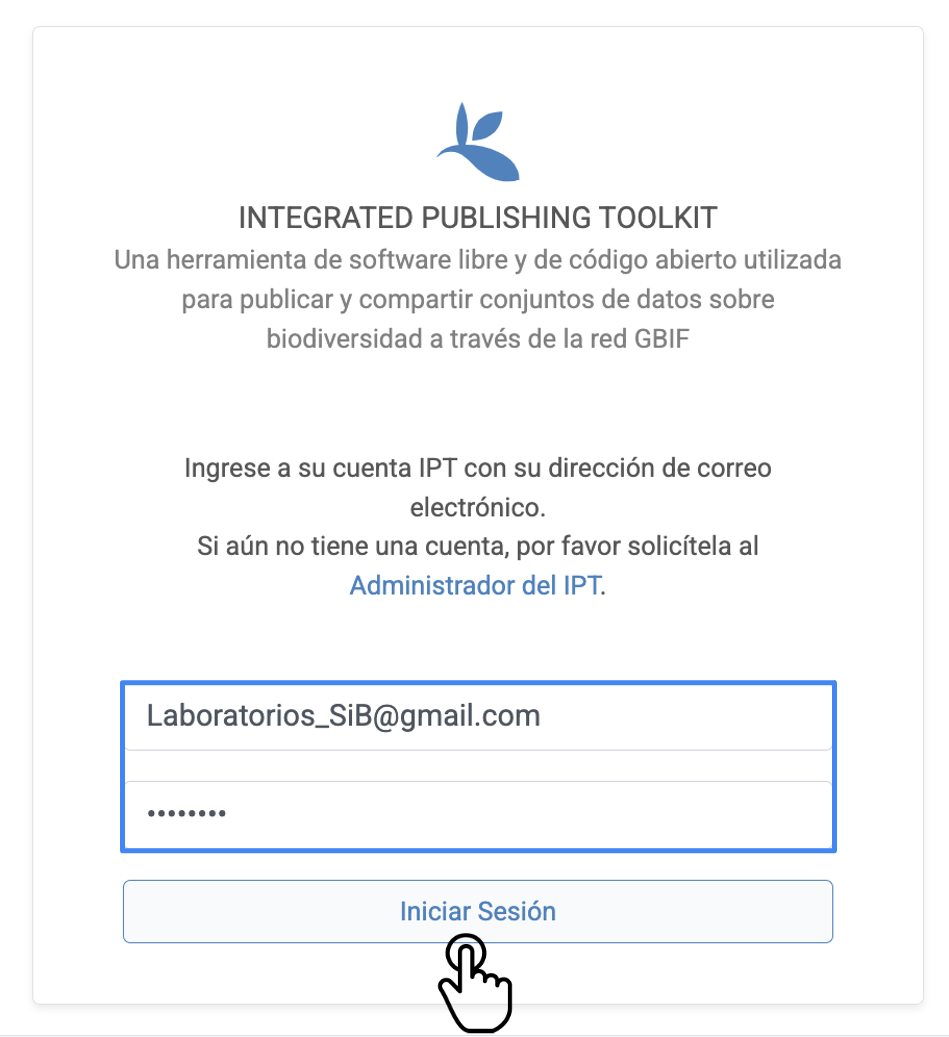 INTEGRATED PUBLISHING TOOLKIT
Una herramienta de software libre y de código abierto utilizada
para publicar y compartir conjuntos de datos sobre
biodiversidad a través de la red GBIF
Ingrese a su cuenta IPT con su dirección de correo
electrónico.
Si aún no tiene una cuenta, por favor solicítela al
Administrador del IPT.
Laboratorios_SiB@gmail.com
••••••••
Iniciar Sesión